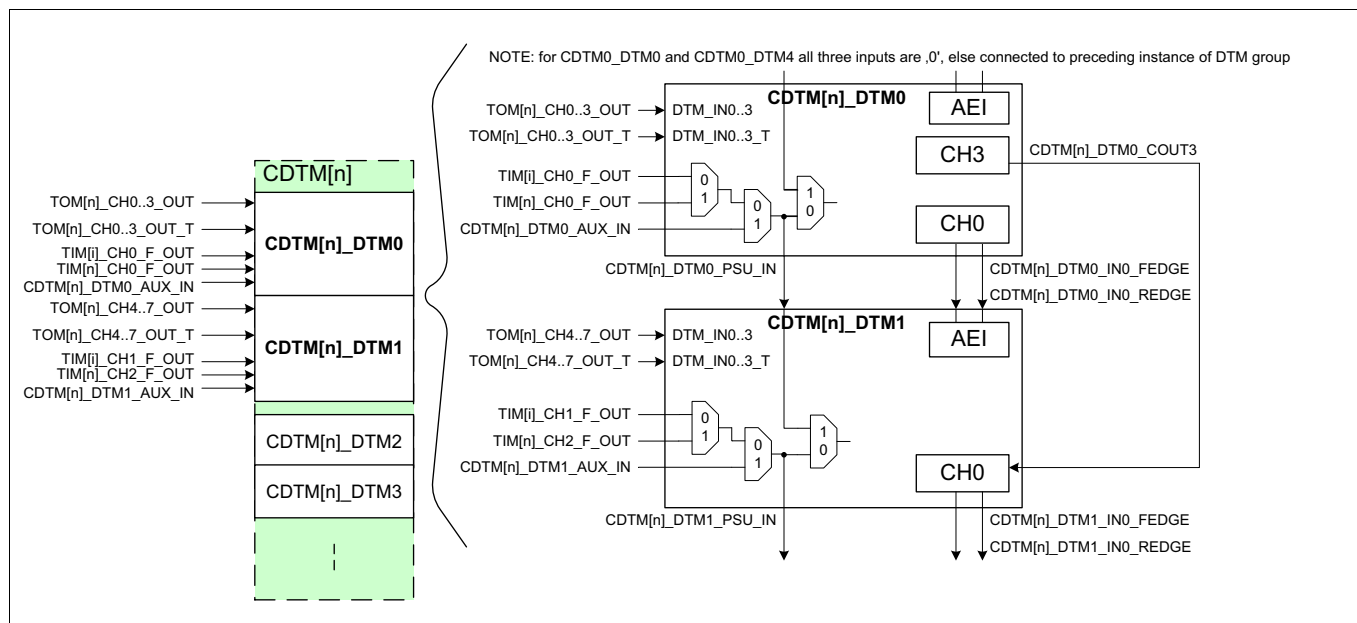 NOTE: for CDTM0_DTM0 and CDTM0_DTM4 all three inputs are ,0', else connected to preceding instance of DTM group
CDTM[n]
TOM[n]_CH0..3_OUT
TOM[n]_CH0..3_OUT_T
TIM[i]_CH0_F_OUT
TIM[n]_CH0_F_OUT
CDTM[n]_DTM0_AUX_IN
CDTM[n]_DTM0
TOM[n]_CH4..7_OUT
TOM[n]_CH4..7_OUT_T
TIM[i]_CH1_F_OUT
TIM[n]_CH2_F_OUT
CDTM[n]_DTM1_AUX_IN
CDTM[n]_DTM1
CDTM[n]_DTM2
CDTM[n]_DTM3
CDTM[n]_DTM0
TOM[n]_CH0..3_OUT
DTM_IN0..3
TOM[n]_CH0..3_OUT_T
DTM_IN0..3_T
TIM[i]_CH0_F_OUT
TIM[n]_CH0_F_OUT
CDTM[n]_DTM0_AUX_IN
0
1
0
1
1
0
AEI
CH3
CH0
CDTM[n]_DTM0_COUT3
CDTM[n]_DTM0_PSU_IN
CDTM[n]_DTM0_IN0_FEDGE
CDTM[n]_DTM0_IN0_REDGE
CDTM[n]_DTM1
TOM[n]_CH4..7_OUT
DTM_IN0..3
TOM[n]_CH4..7_OUT_T
DTM_IN0..3_T
TIM[i]_CH1_F_OUT
TIM[n]_CH2_F_OUT
CDTM[n]_DTM1_AUX_IN
0
1
0
1
1
0
AEI
CH0
CDTM[n]_DTM1_PSU_IN
CDTM[n]_DTM1_IN0_FEDGE
CDTM[n]_DTM1_IN0_REDGE